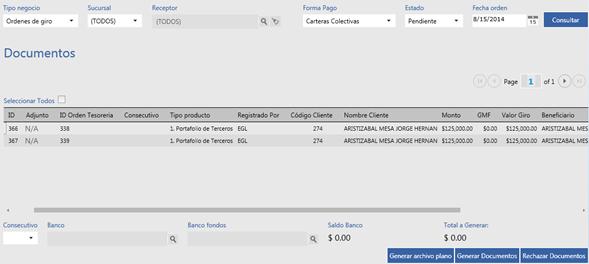 Tipo negocio Sucursal Receptor Forma Pago Estado Fecha orden
Ordenes de giro (TODOS) (TODOS) Carteras Colectivas Pendiente 8/15/2014 15 Consultar
Documentos
Page 1 of 1
Seleccionar Todos
ID Adjunto ID Orden Tesoreria Consecutivo Tipo producto Registrado Por Código Cliente Nombre Cliente Monto GMF Valor Giro Beneficiario
366 N/A 338 1. Portafolio de Terceros EGL 274 ARISTIZABAL MESA JORGE HERNAN $125,000.00 $0.00 $125,000.00 ARISTIZABAL MES
367 N/A 339 1. Portafolio de Terceros EGL 274 ARISTIZABAL MESA JORGE HERNAN $125,000.00 $0.00 $125,000.00 ARISTIZABAL MES
Consecutivo Banco Banco fondos Saldo Banco Total a Generar:
$ 0.00 $ 0.00
Generar archivo plano Generar Documentos Rechazar Documentos